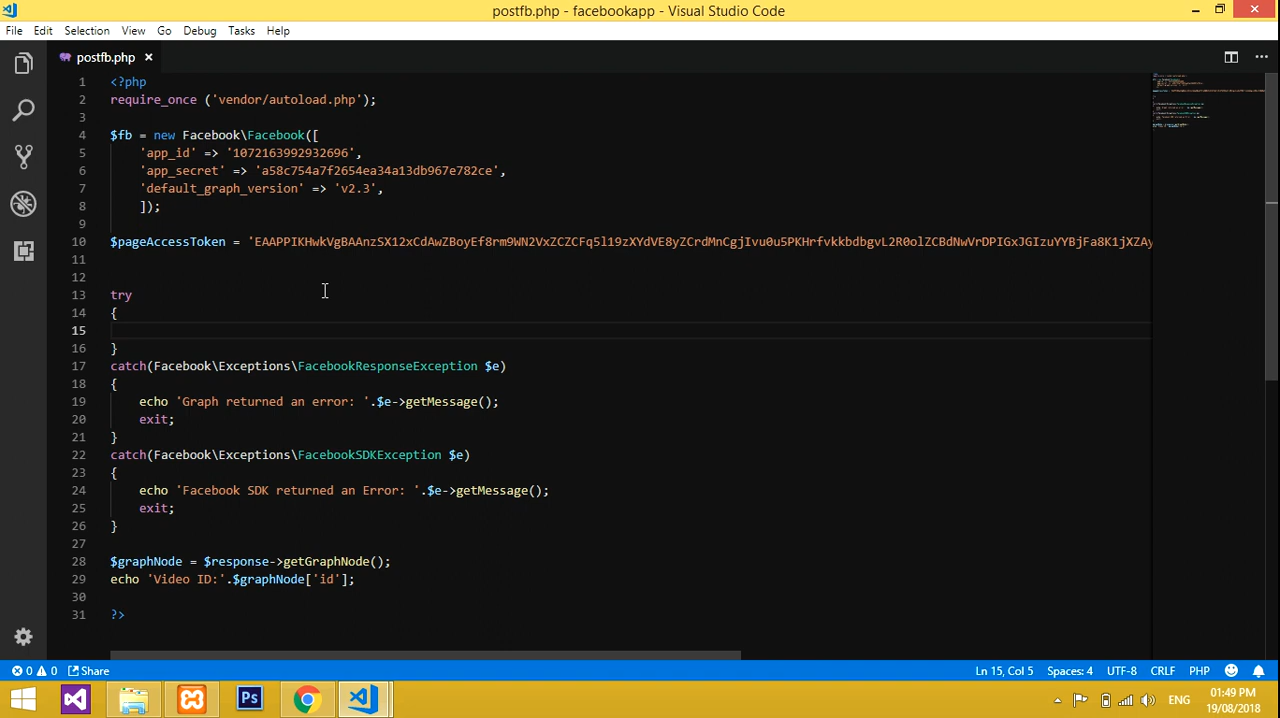 postfb.php - facebookapp - Visual Studio Code
File Edit Selection View Go Debug Tasks Help
postfb.php
1 <?php
2 require_once ('vendor/autoload.php');
3
4 $fb = new Facebook\Facebook([
5 'app_id' => '1072163992932696',
6 'app_secret' => 'a58c754a7f2654ea34a13db967e782ce',
7 'default_graph_version' => 'v2.3',
8 ]);
9
10 $pageAccessToken = 'EAAPPIKHwkVgBAAnzSX12xCdAwZBoyEf8rm9WN2VxZCZCFq5l19zXYdVE8yZCrdMnCgjIvu0u5PKHrfvkkbdbgvL2R0olZCBdNwVrDPIGxJGIzuYYBjFa8K1jXZAy
11
12
13 try
14 {
15
16 }
17 catch(Facebook\Exceptions\FacebookResponseException $e)
18 {
19 echo 'Graph returned an error: '.$e->getMessage();
20 exit;
21 }
22 catch(Facebook\Exceptions\FacebookSDKException $e)
23 {
24 echo 'Facebook SDK returned an Error: '.$e->getMessage();
25 exit;
26 }
27
28 $graphNode = $response->getGraphNode();
29 echo 'Video ID:'.$graphNode['id'];
30
31 ?>
0 0 Share Ln 15, Col 5 Spaces: 4 UTF-8 CRLF PHP
Ps ENG
01:49 PM
19/08/2018